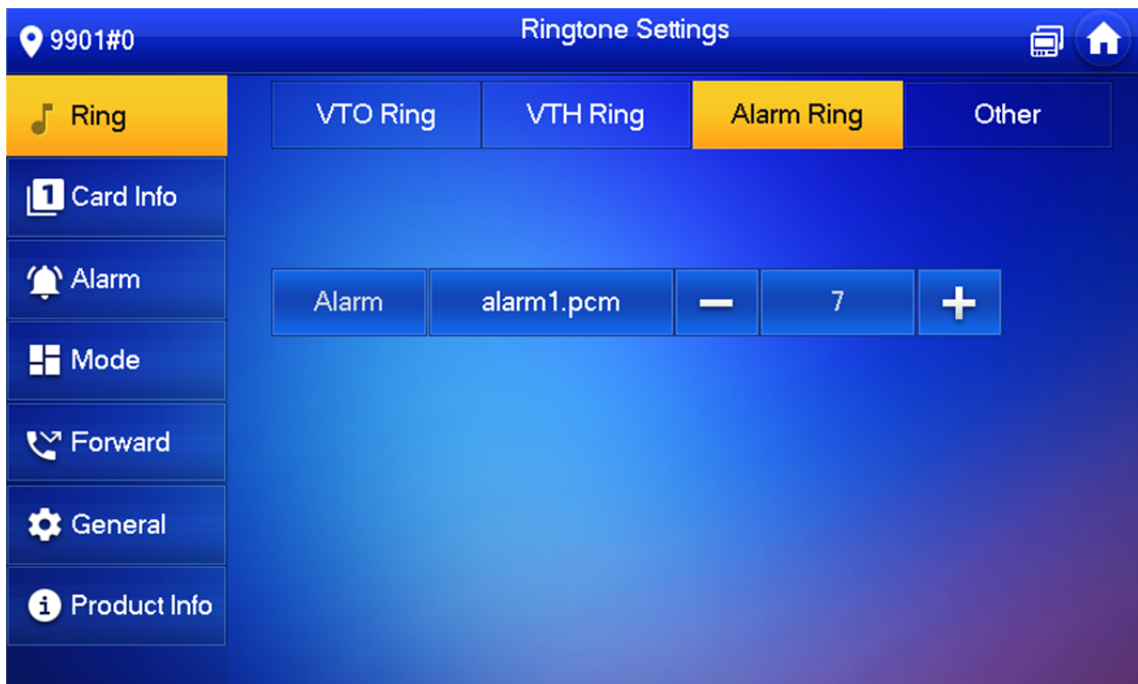 9901#0
Ringtone Settings
Ring
VTO Ring
VTH Ring
Alarm Ring
Other
1
Card Info
Alarm
Alarm
alarm1.pcm
7
Mode
Forward
General
i
Product Info